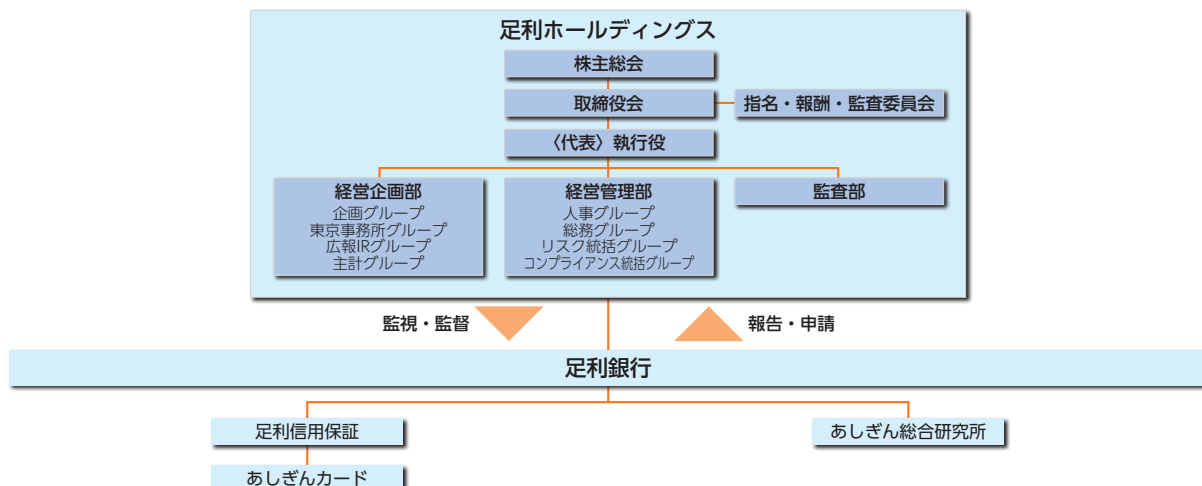 足利ホールディングス
株主総会
取締役会
指名・報酬・監査委員会
〈代表〉執行役
経営企画部
企画グループ
東京事務所グループ
広報IRグループ
主計グループ
経営管理部
人事グループ
総務グループ
リスク統括グループ
コンプライアンス統括グループ
監査部
監視・監督
報告・申請
足利銀行
足利信用保証
あしぎん総合研究所
あしぎんカード